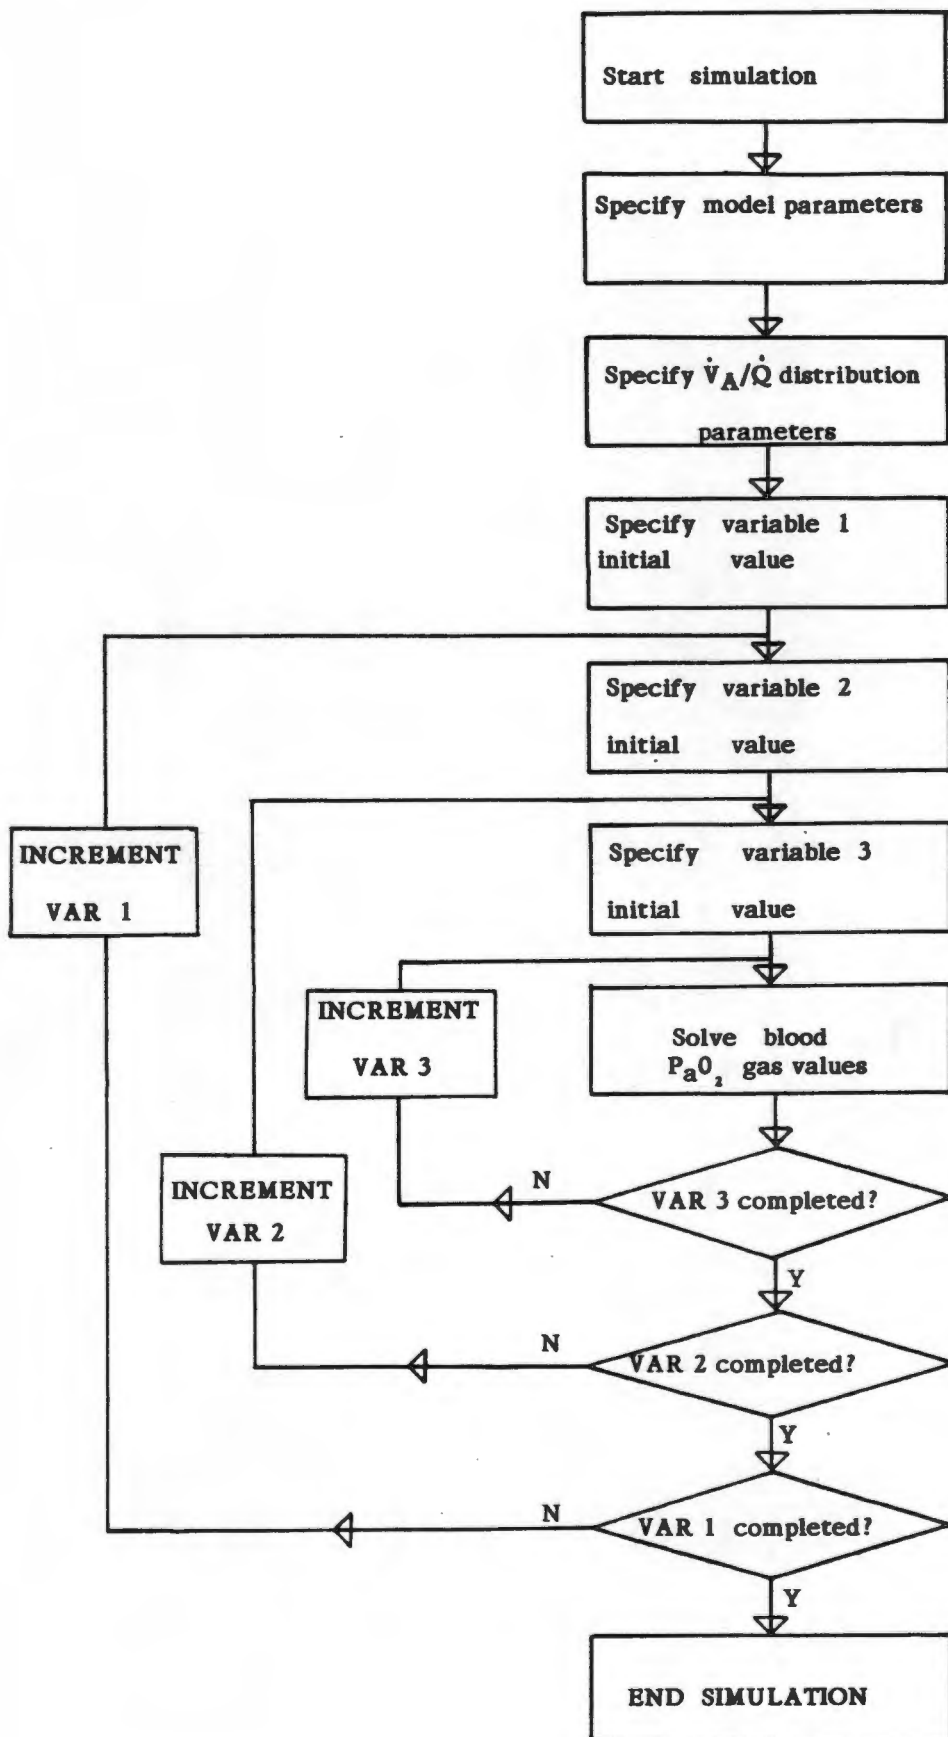 Start simulation
Specify model parameters
Specify V̇A/Q̇ distribution
parameters
Specify variable 1
initial value
Specify variable 2
initial value
INCREMENT
VAR 1
Specify variable 3
initial value
INCREMENT
VAR 3
Solve blood
PaO2 gas values
INCREMENT
VAR 2
N
VAR 3 completed?
Y
N
VAR 2 completed?
Y
N
VAR 1 completed?
Y
END SIMULATION